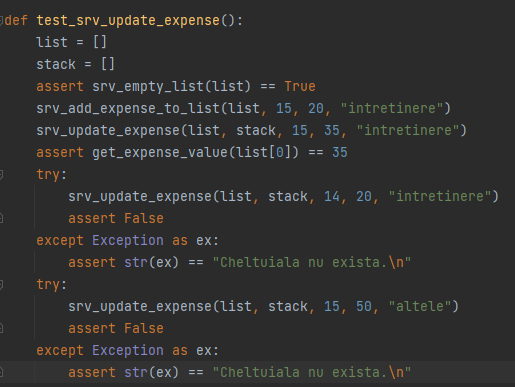 def test_srv_update_expense():
    list = []
    stack = []
    assert srv_empty_list(list) == True
    srv_add_expense_to_list(list, 15, 20, "intretinere")
    srv_update_expense(list, stack, 15, 35, "intretinere")
    assert get_expense_value(list[0]) == 35
    try:
        srv_update_expense(list, stack, 14, 20, "intretinere")
        assert False
    except Exception as ex:
        assert str(ex) == "Cheltuiala nu exista.\n"
    try:
        srv_update_expense(list, stack, 15, 50, "altele")
        assert False
    except Exception as ex:
        assert str(ex) == "Cheltuiala nu exista.\n"